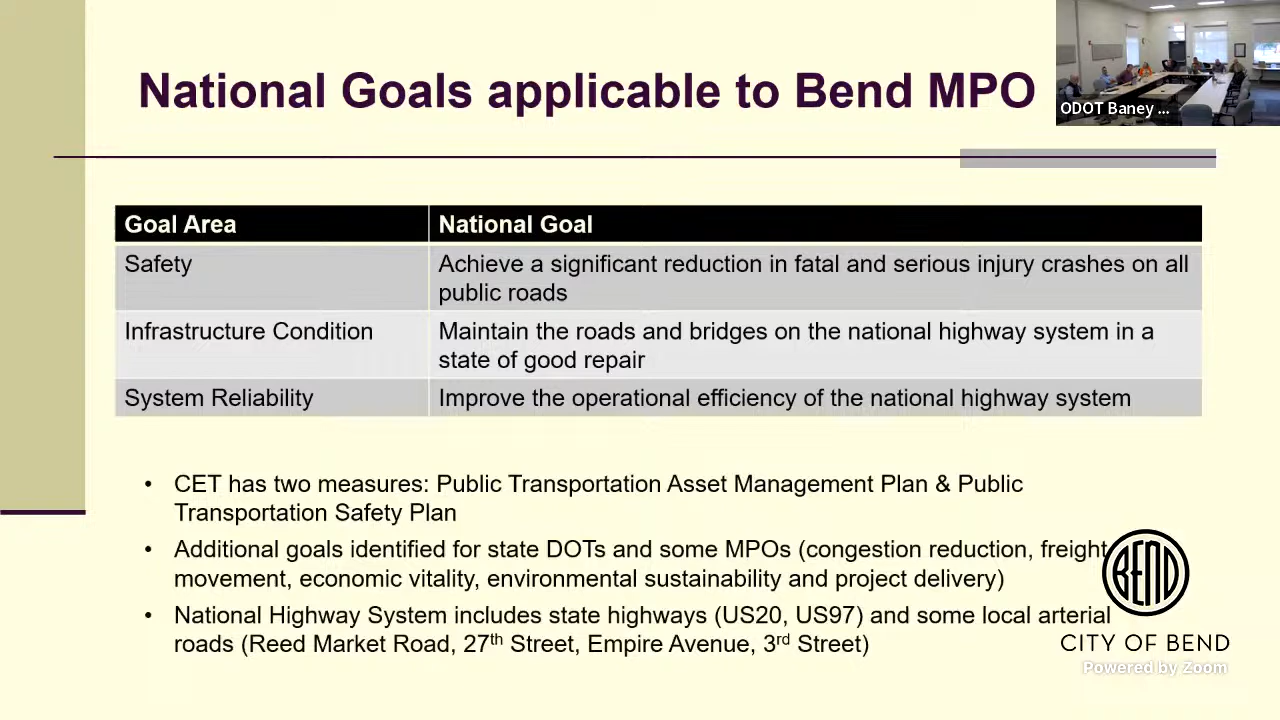 National Goals applicable to Bend MPO
ODOT Baney ...
Goal Area
National Goal
Safety
Achieve a significant reduction in fatal and serious injury crashes on all
public roads
Infrastructure Condition
Maintain the roads and bridges on the national highway system in a
state of good repair
System Reliability
Improve the operational efficiency of the national highway system
• CET has two measures: Public Transportation Asset Management Plan & Public
Transportation Safety Plan
• Additional goals identified for state DOTs and some MPOs (congestion reduction, freight
movement, economic vitality, environmental sustainability and project delivery)
• National Highway System includes state highways (US20, US97) and some local arterial
roads (Reed Market Road, 27th Street, Empire Avenue, 3rd Street)
BEND
CITY OF BEND
Powered by Zoom